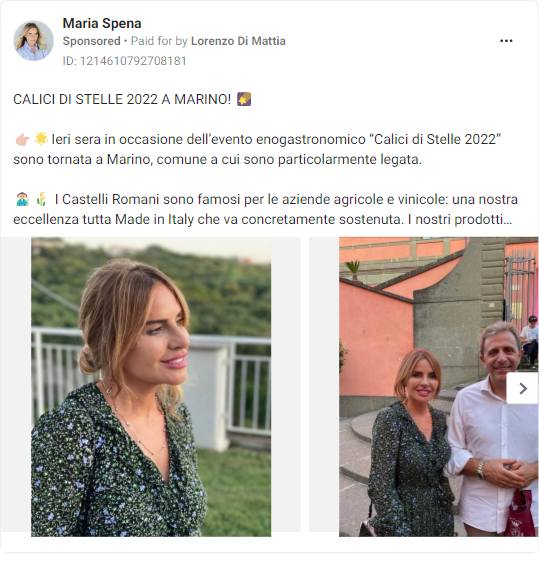 Maria Spena
Sponsored • Paid for by Lorenzo Di Mattia
ID: 1214610792708181
CALICI DI STELLE 2022 A MARINO! 🌠
👉🏻 🌟 Ieri sera in occasione dell’evento enogastronomico “Calici di Stelle 2022”
sono tornata a Marino, comune a cui sono particolarmente legata.
👨🏻‍🌾 🌾 I Castelli Romani sono famosi per le aziende agricole e vinicole: una nostra
eccellenza tutta Made in Italy che va concretamente sostenuta. I nostri prodotti...